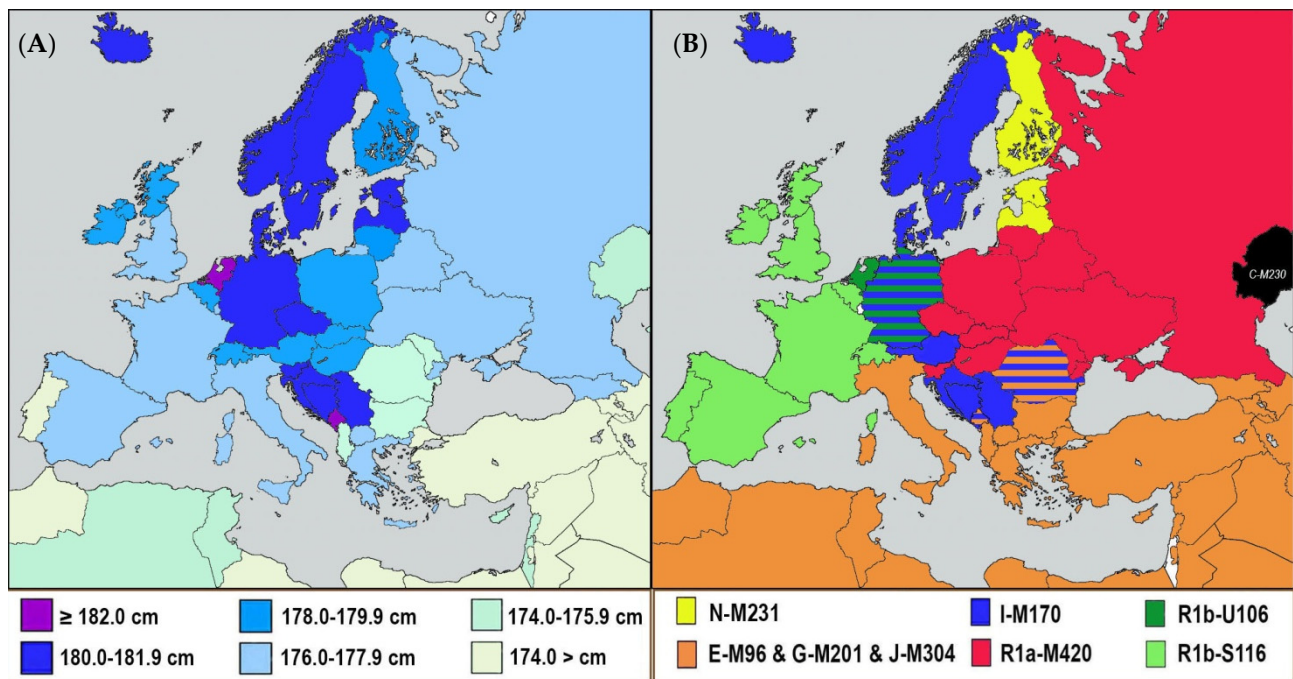 (A)
(B)
C-M230
≥ 182.0 cm
178.0-179.9 cm
174.0-175.9 cm
180.0-181.9 cm
176.0-177.9 cm
174.0 > cm
N-M231
I-M170
R1b-U106
E-M96 & G-M201 & J-M304
R1a-M420
R1b-S116